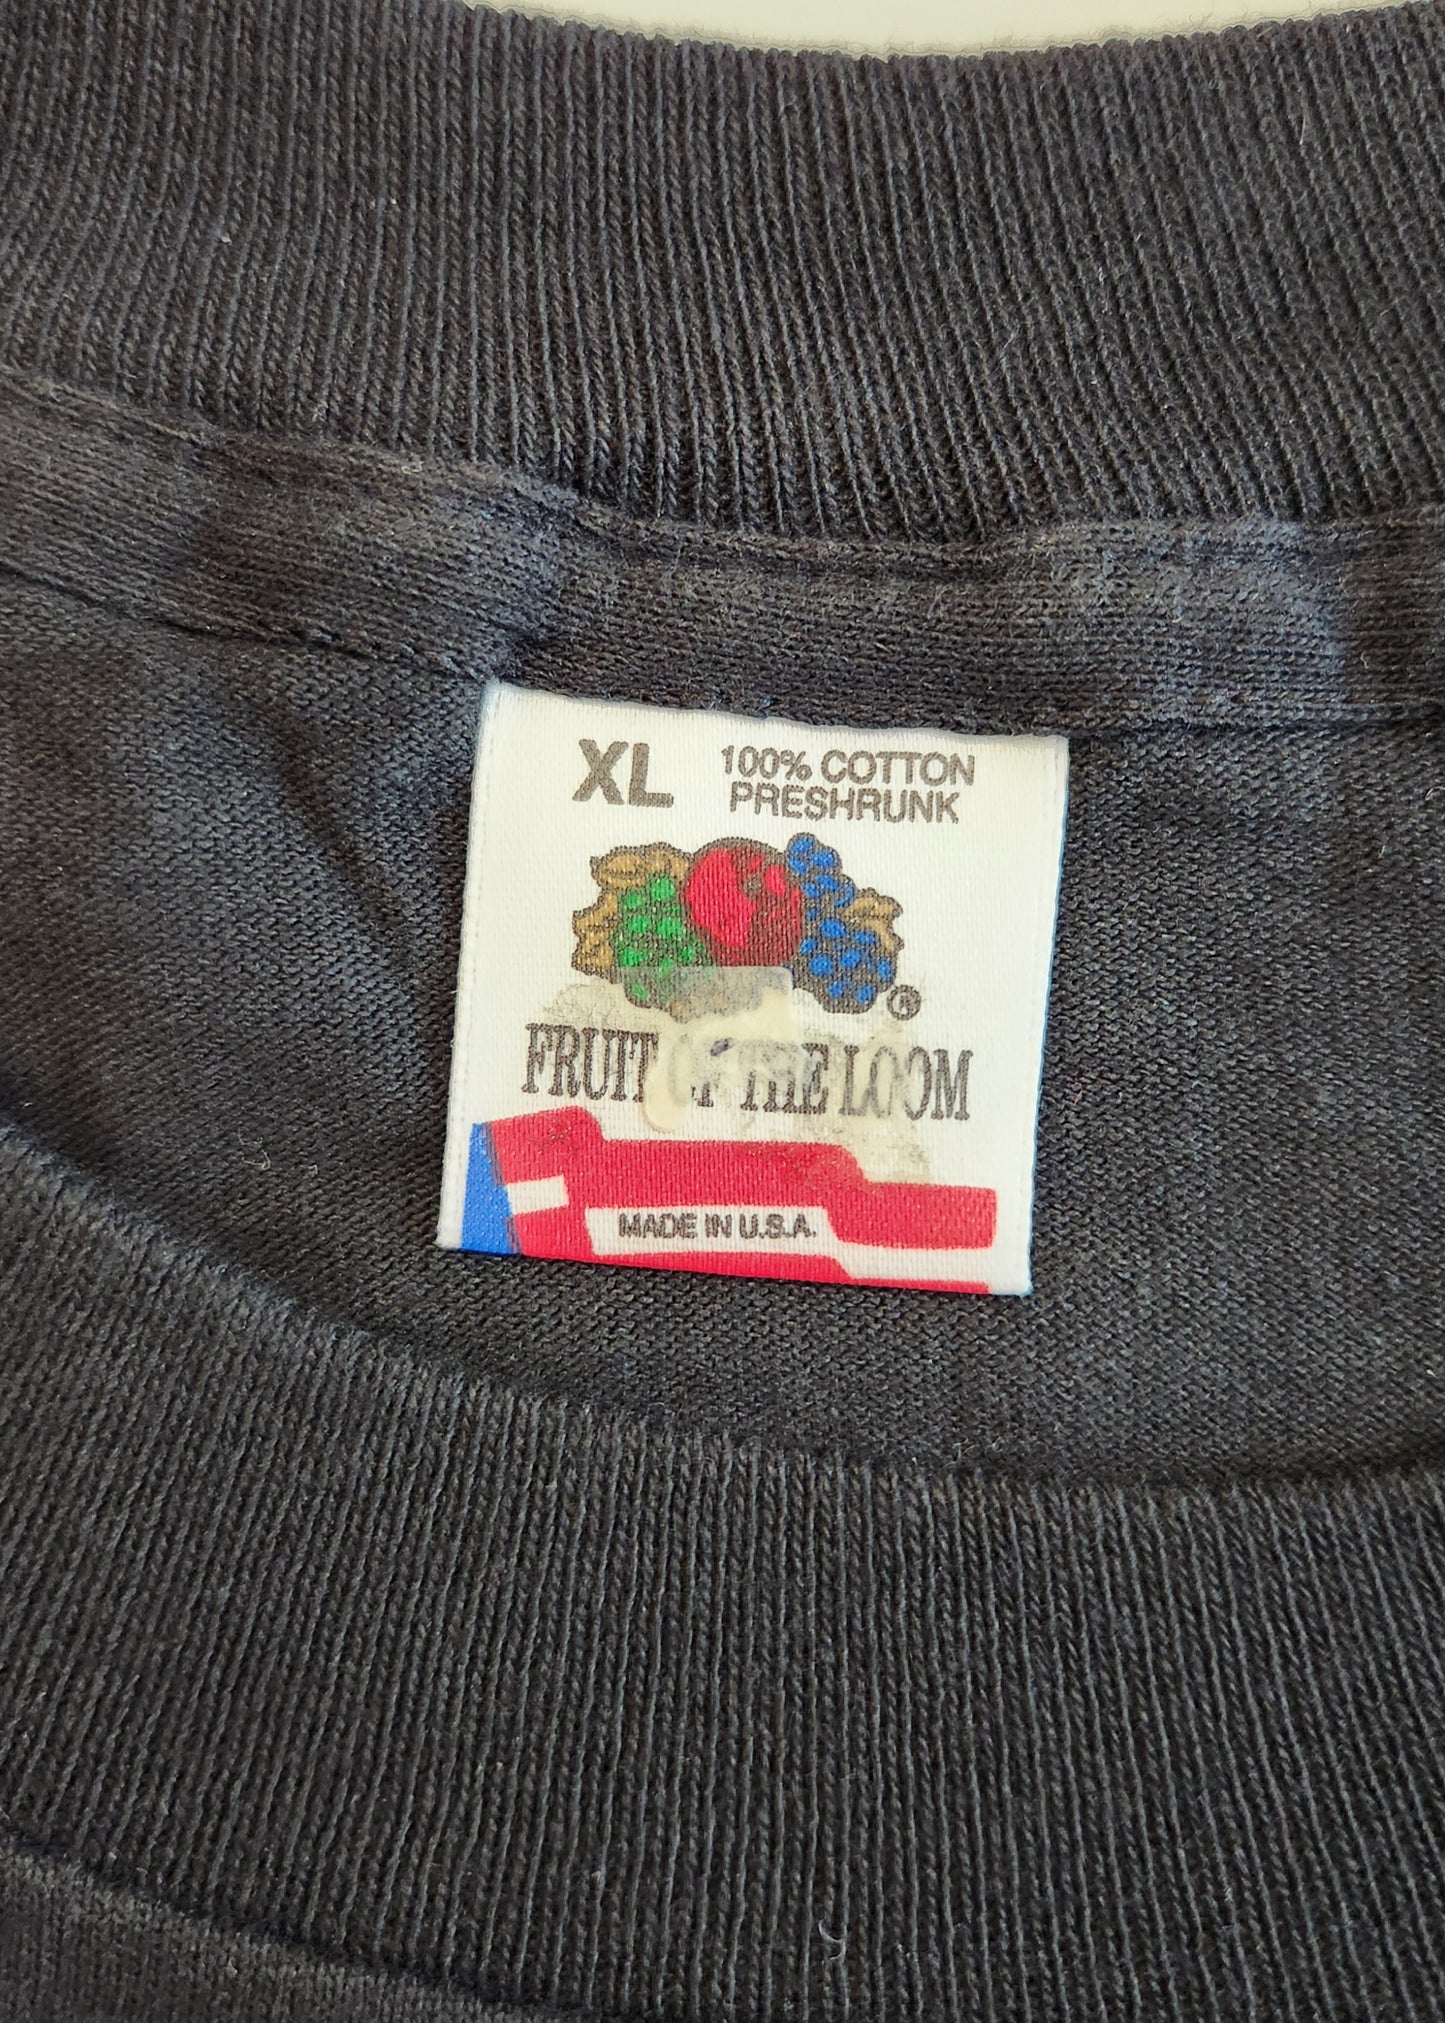 XL 100% COTTON
PRESHRUNK
®
FRUIT OF THE LOOM
MADE IN U.S.A.